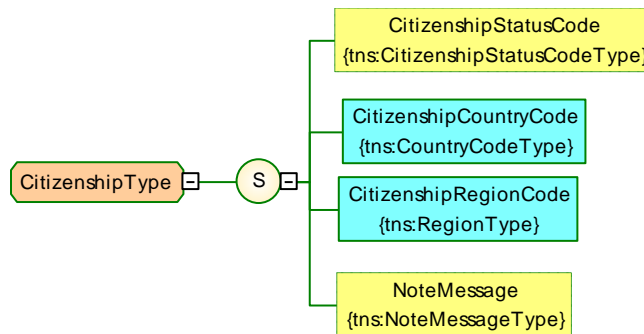 CitizenshipStatusCode
{tns:CitizenshipStatusCodeType}
CitizenshipCountryCode
{tns:CountryCodeType}
CitizenshipType
S
CitizenshipRegionCode
{tns:RegionType}
NoteMessage
{tns:NoteMessageType}